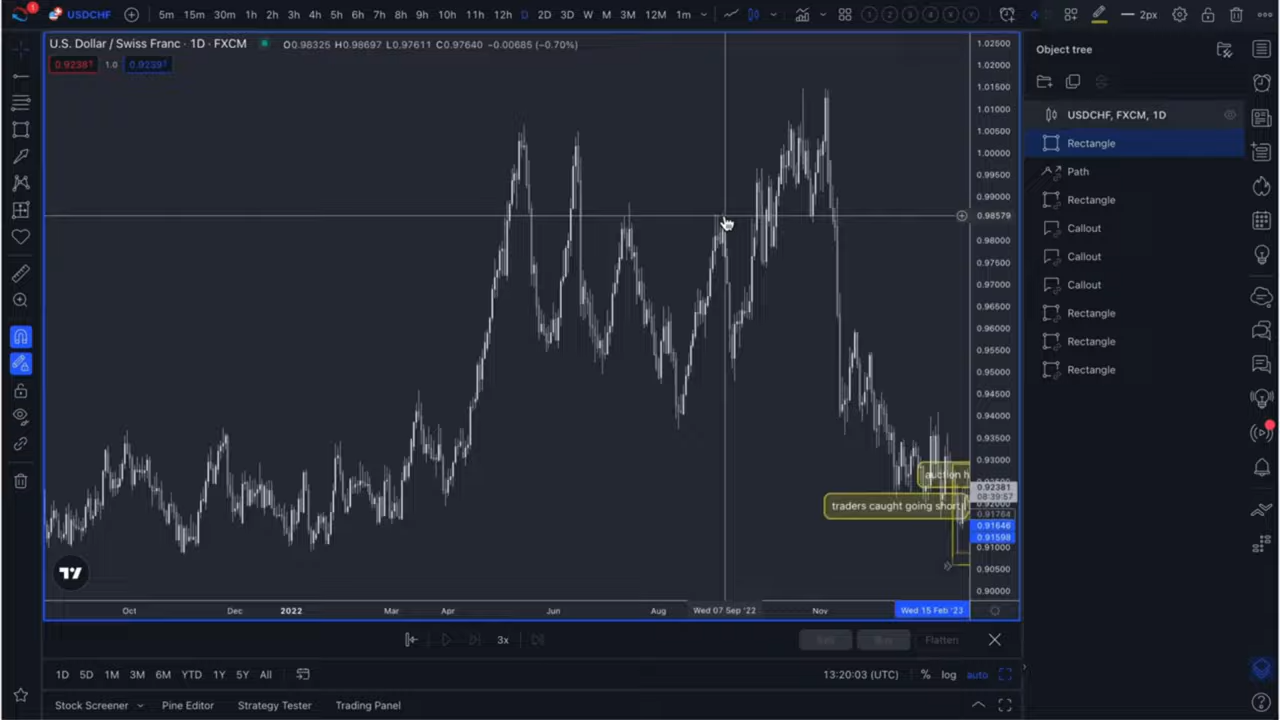 USDCHF 5m 15m 30m 1h 2h 3h 4h 5h 6h 7h 8h 9h 10h 11h 12h D 2D 3D W M 3M 12M 1m 2px
U.S. Dollar / Swiss Franc · 1D · FXCM O0.98325 H0.98697 L0.97611 C0.97640 −0.00685 (−0.70%)
0.92381 1.0 0.92391
1.02500
1.02000
1.01500
1.01000
1.00500
1.00000
0.99500
0.99000
0.98579
0.98000
0.97500
0.97000
0.96500
0.96000
0.95500
0.95000
0.94500
0.94000
0.93500
0.93000
0.92381
08:39:57
0.91764
0.91646
0.91598
0.91000
0.90500
0.90000
auction h
traders caught going short
Oct Dec 2022 Mar Apr Jun Aug Wed 07 Sep '22 Nov Wed 15 Feb '23
3x Sell Buy Flatten
1D 5D 1M 3M 6M YTD 1Y 5Y All 13:20:03 (UTC) % log auto
Stock Screener Pine Editor Strategy Tester Trading Panel
Object tree
USDCHF, FXCM, 1D
Rectangle
Path
Rectangle
Callout
Callout
Callout
Rectangle
Rectangle
Rectangle